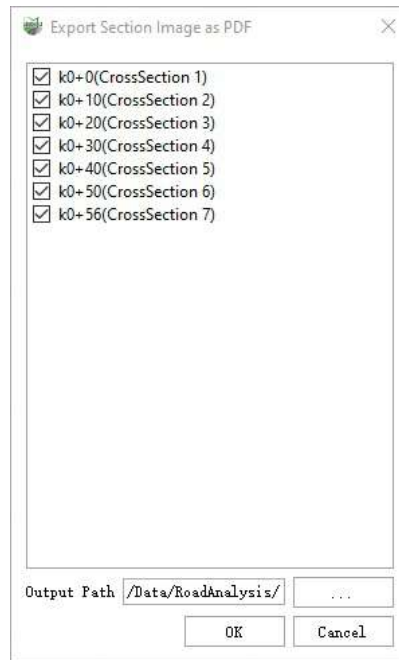 Export Section Image as PDF
k0+0(CrossSection 1)
k0+10(CrossSection 2)
k0+20(CrossSection 3)
k0+30(CrossSection 4)
k0+40(CrossSection 5)
k0+50(CrossSection 6)
k0+56(CrossSection 7)
Output Path /Data/RoadAnalysis/ ...
OK Cancel